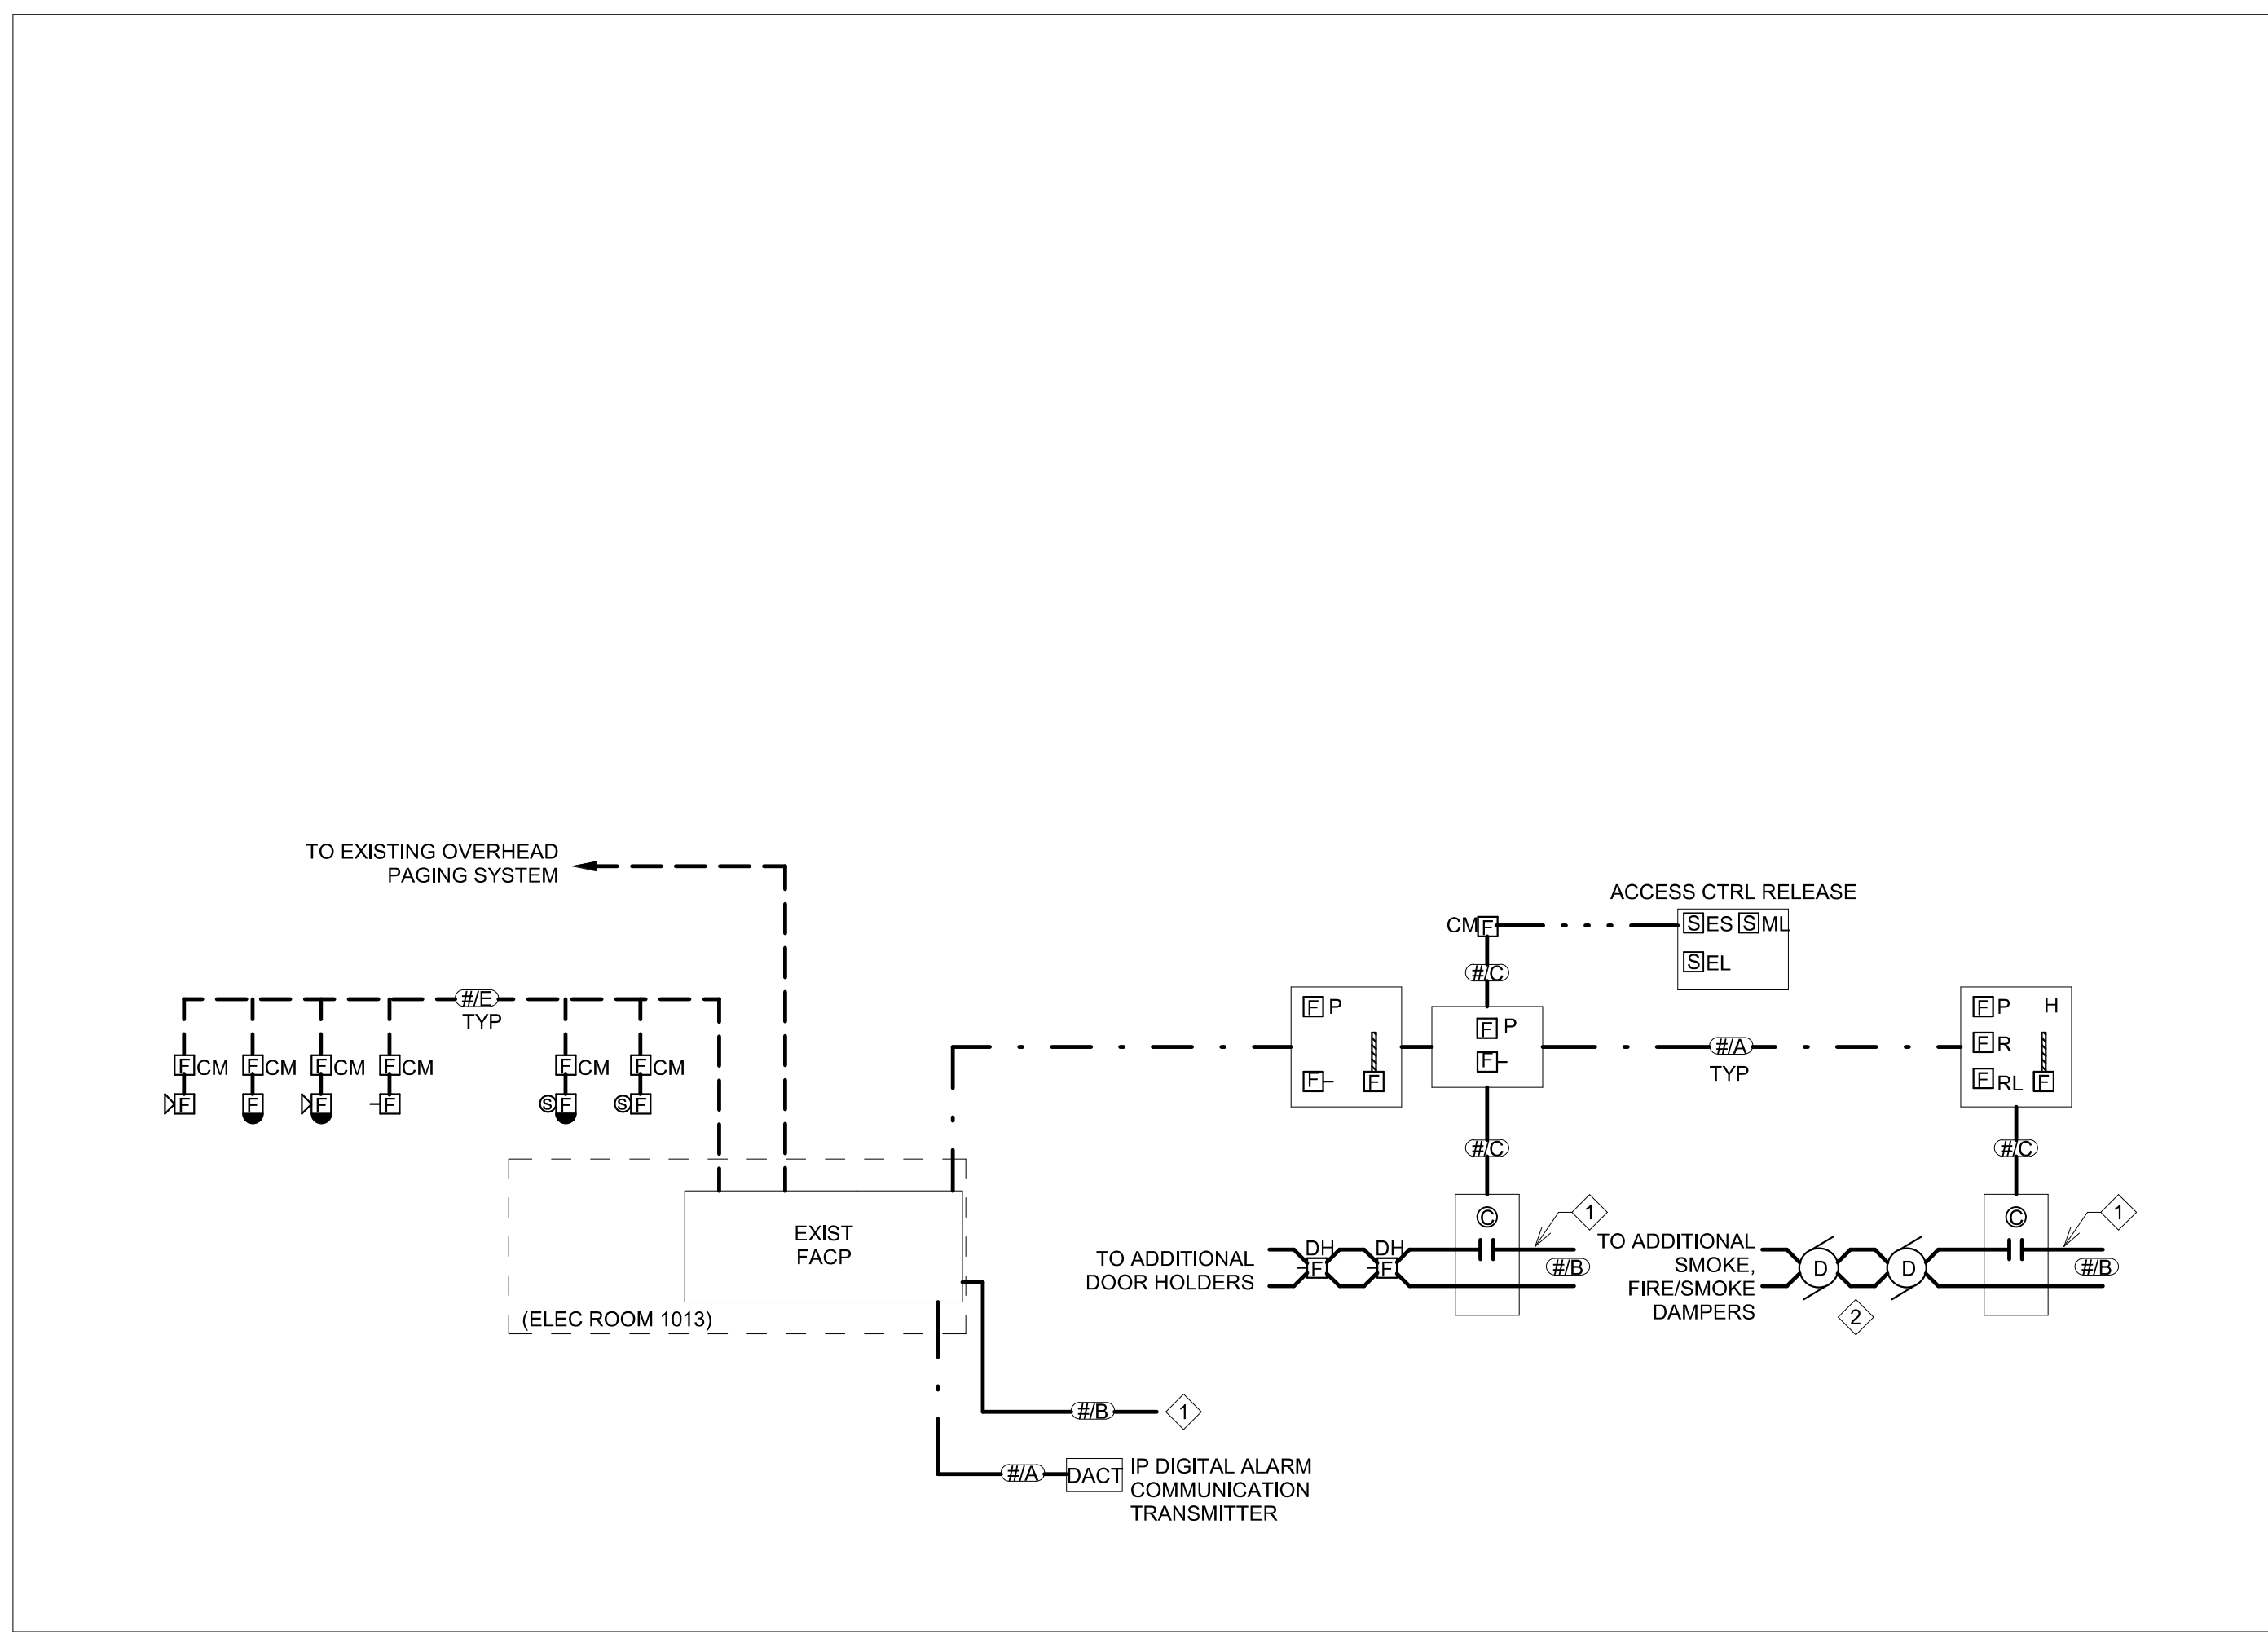 TO EXISTING OVERHEAD
PAGING SYSTEM
ACCESS CTRL RELEASE
CM F
S ES S ML
S EL
#/C
#/E
TYP
F P
F
F
F P
F
#/A
TYP
F P H
F R
F RL F
F CM F CM F CM F CM F CM F CM
F F F F S F S F
#/C
#/C
EXIST
FACP
(ELEC ROOM 1013)
C
1
TO ADDITIONAL
DOOR HOLDERS
DH DH
F F
#/B
TO ADDITIONAL
SMOKE,
FIRE/SMOKE
DAMPERS
D D
2
C
1
#/B
#/B
1
#/A
DACT
IP DIGITAL ALARM
COMMUNICATION
TRANSMITTER